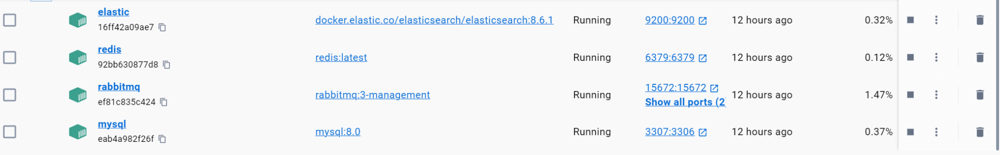 elastic
16ff42a09ae7
docker.elastic.co/elasticsearch/elasticsearch:8.6.1 Running 9200:9200 12 hours ago 0.32%
redis
92bb630877d8
redis:latest Running 6379:6379 12 hours ago 0.12%
rabbitmq
ef81c835c424
rabbitmq:3-management Running 15672:15672 12 hours ago 1.47%
Show all ports (2
mysql
eab4a982f26f
mysql:8.0 Running 3307:3306 12 hours ago 0.37%